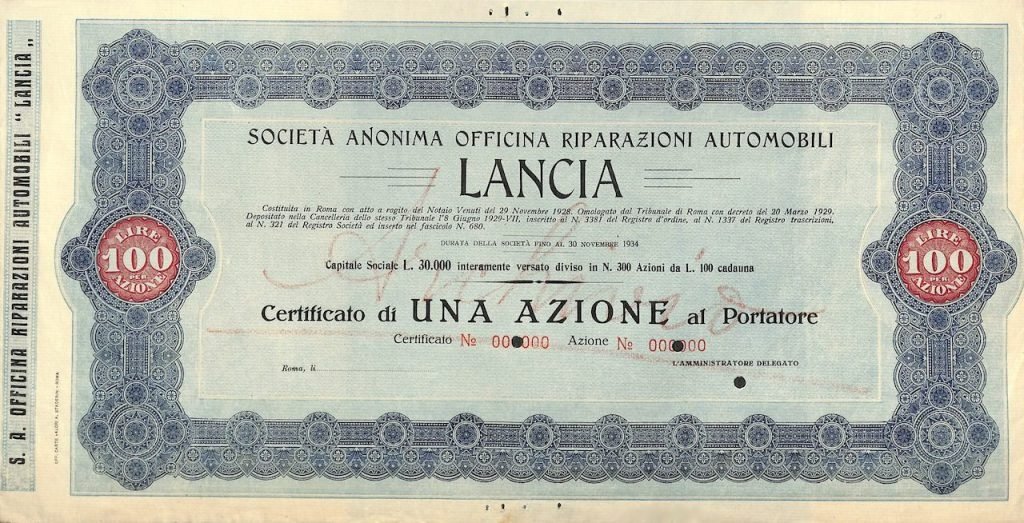 S. A. OFFICINA RIPARAZIONI AUTOMOBILI "LANCIA"
SOCIETÀ ANONIMA OFFICINA RIPARAZIONI AUTOMOBILI
LANCIA
Costituita in Roma con atto a rogito del Notaio Venuti del 29 Novembre 1928. Omologata dal Tribunale di Roma con decreto del 20 Marzo 1929.
Depositato nella Cancelleria dello stesso Tribunale l'8 Giugno 1929-VII, inscritto al N. 3381 del Registro d'ordine, al N. 1337 del Registro trascrizioni,
al N. 321 del Registro Società ed inserto nel fascicolo N. 680.
DURATA DELLA SOCIETÀ FINO AL 30 NOVEMBRE 1934
Capitale Sociale L. 30.000 interamente versato diviso in N. 300 Azioni da L. 100 cadauna
LIRE
100
PER
AZIONE
LIRE
100
PER
AZIONE
Certificato di UNA AZIONE al Portatore
Certificato No 000000 Azione No 000000
L'AMMINISTRATORE DELEGATO
Roma, li